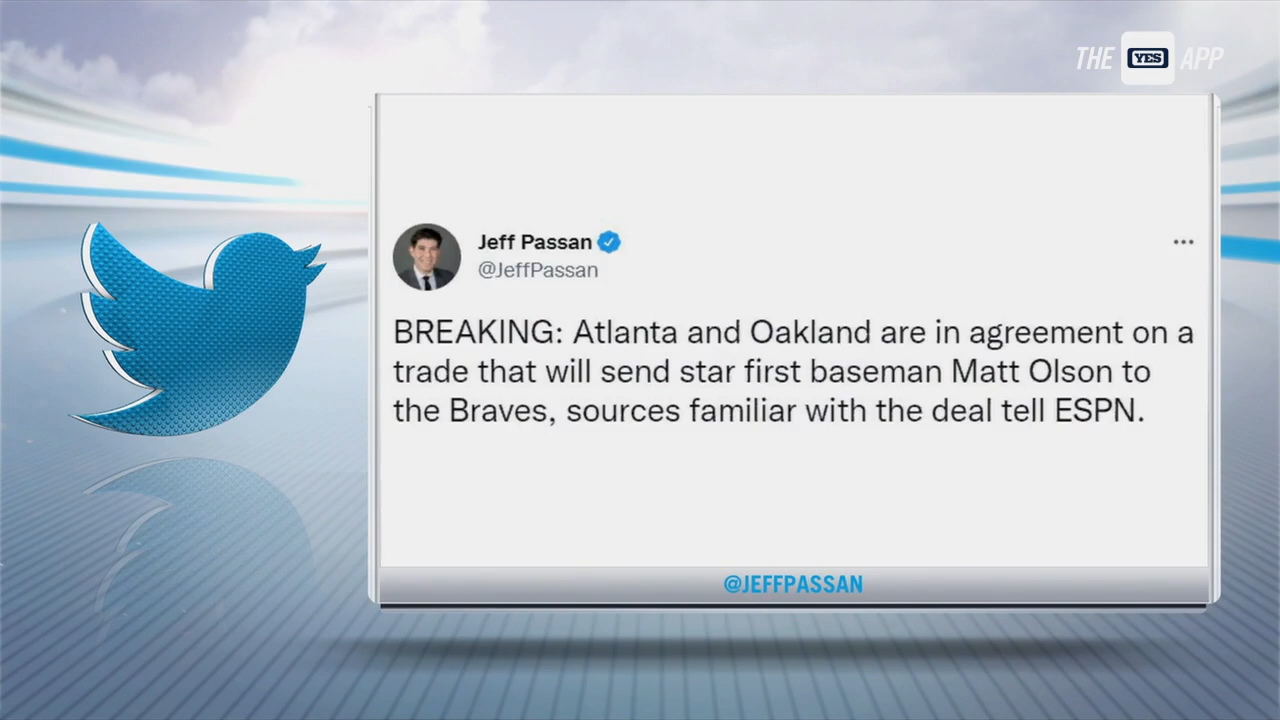 THE YES APP
Jeff Passan
@JeffPassan
BREAKING: Atlanta and Oakland are in agreement on a
trade that will send star first baseman Matt Olson to
the Braves, sources familiar with the deal tell ESPN.
@JEFFPASSAN